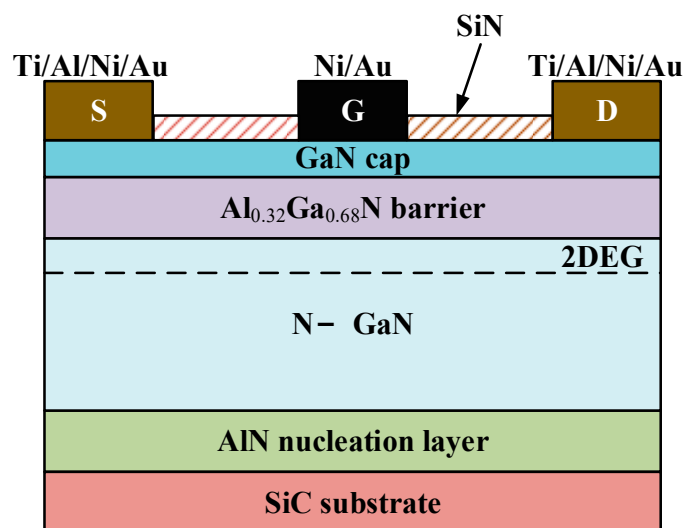 SiN
Ti/Al/Ni/Au Ni/Au Ti/Al/Ni/Au
S G D
GaN cap
Al₀.₃₂Ga₀.₆₈N barrier
2DEG
N− GaN
AlN nucleation layer
SiC substrate